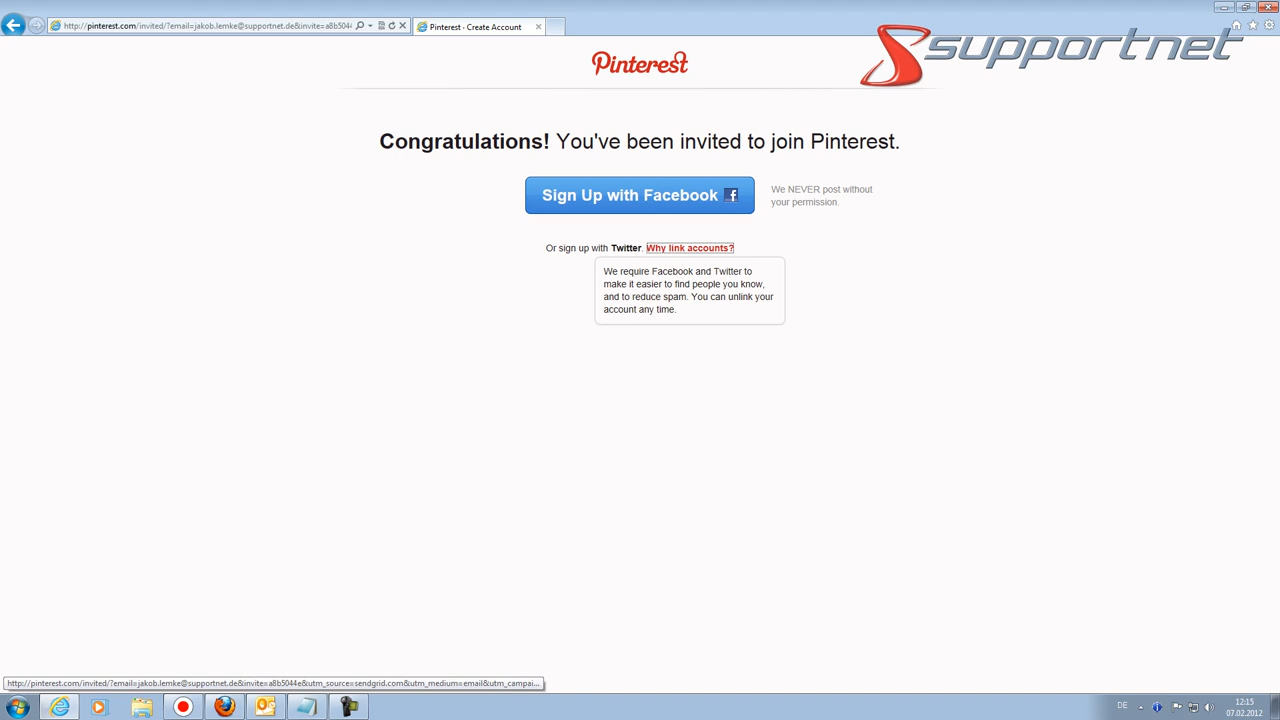 http://pinterest.com/invited/?email=jakob.lemke@supportnet.de&invite=a8b5044
Pinterest - Create Account
supportnet
Pinterest
Congratulations! You've been invited to join Pinterest.
Sign Up with Facebook f
We NEVER post without
your permission.
Or sign up with Twitter. Why link accounts?
We require Facebook and Twitter to
make it easier to find people you know,
and to reduce spam. You can unlink your
account any time.
http://pinterest.com/invited/?email=jakob.lemke@supportnet.de&invite=a8b5044e&utm_source=sendgrid.com&utm_medium=email&utm_campai...
DE
12:15
07.02.2012